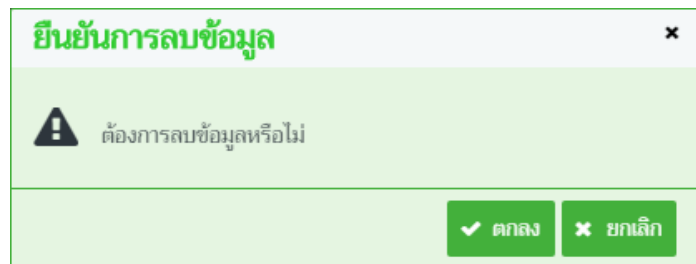 ยืนยันการลบข้อมูล
ต้องการลบข้อมูลหรือไม่
ตกลง ยกเลิก